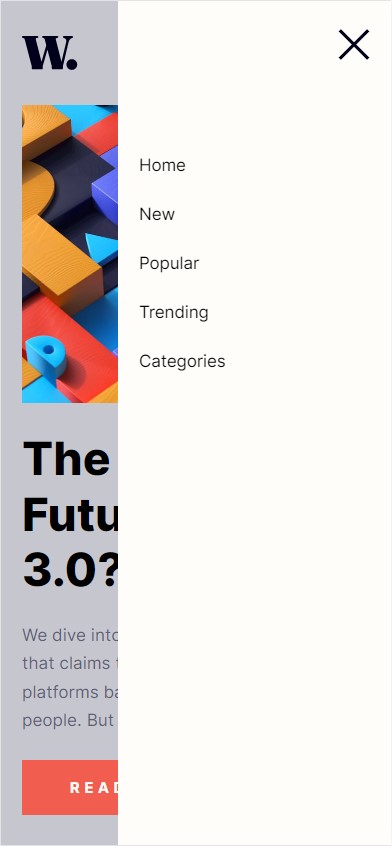 W.
Home
New
Popular
Trending
Categories
The
Futu
3.0?
We dive into
that claims
platforms ba
people. But
READ